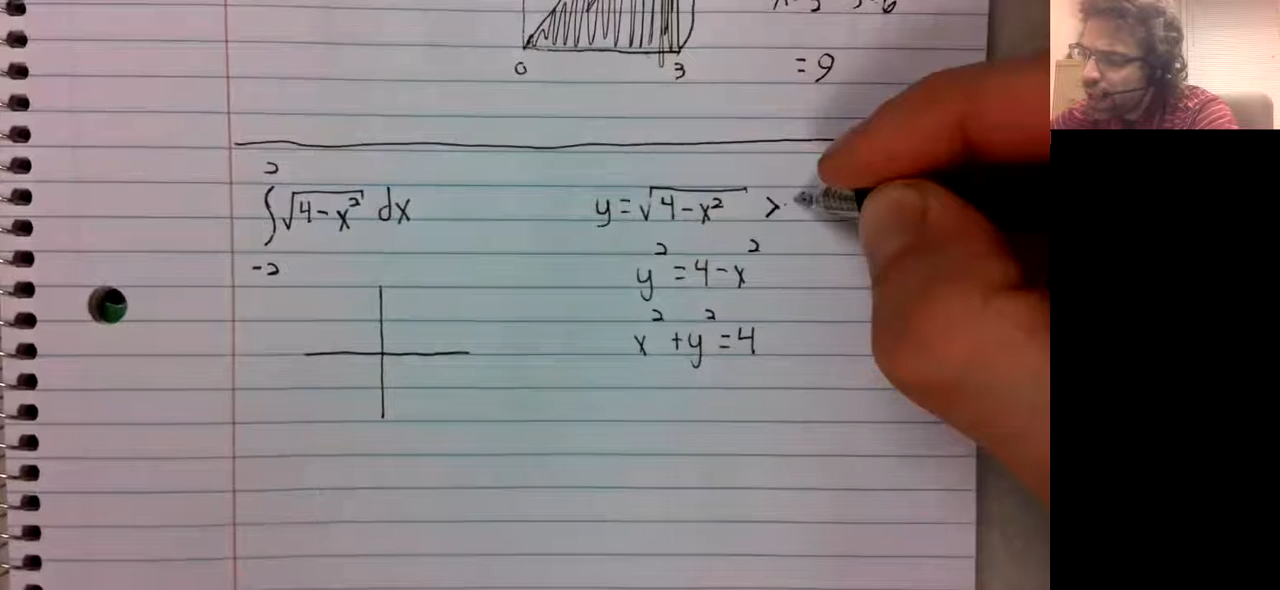 0 3
= 9
2
∫ √4-x² dx
-2
y = √4-x² >
y² = 4-x²
x² + y² = 4